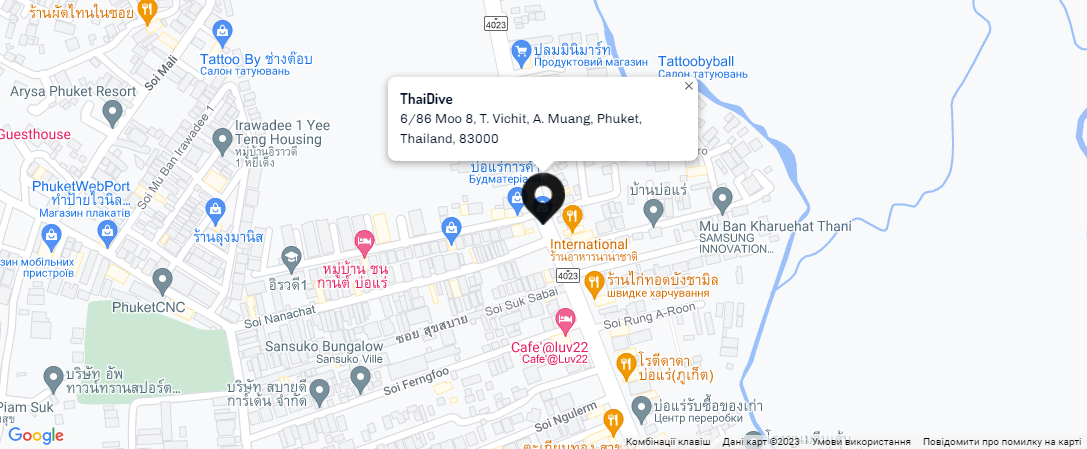 ร้านผัดไทนในซอย
4023
Tattoo By ช่างต๊อบ
Салон татуювань
ปลมมินิมาร์ท
Продуктовий магазин
Tattoobyball
Салон татуювань
Soi Mali
Arysa Phuket Resort
ThaiDive
6/86 Moo 8, T. Vichit, A. Muang, Phuket,
Thailand, 83000
Guesthouse
Irawadee 1 Yee
Teng Housing
หมู่บ้านอิราวดี
1 หยี่เต็ง
Soi Mu Ban Irawadee 1
บ่อแร่การค้า
Будматеріали
PhuketWebPort
ทำป้ายไวนิล...
Магазин плакатів
บ้านบ่อแร่
Mu Ban Kharuehat Thani
SAMSUNG
INNOVATION...
ร้านลุงมานิส
International
ร้านอาหารนานาชาติ
зин мобільних
пристроїв
อิรวดี1
หมู่บ้าน ชน
กานต์ บ่อแร่
4023
ร้านไก่ทอดบังซามิล
швидке харчування
PhuketCNC
Soi Nanachat
Soi Suk Sabai
ซอย สุขสบาย
Soi Rung A-Roon
Sansuko Bungalow
Sansuko Ville
Cafe'@luv22
Cafe'@Luv22
โรตีดาดา
บ่อแร่(ภูเก็ต)
บริษัท อัพ
ทาวน์ทรานสปอร์ต...
บริษัท สบายดี
การ์เด้น จำกัด
Soi Ferngfoo
Piam Suk
บ่อแร่รับซื้อของเก่า
Центр переробки
Soi Ngulerm
Google
Комбінації клавіш
Дані карт ©2023
Умови використання
Повідомити про помилку на карті